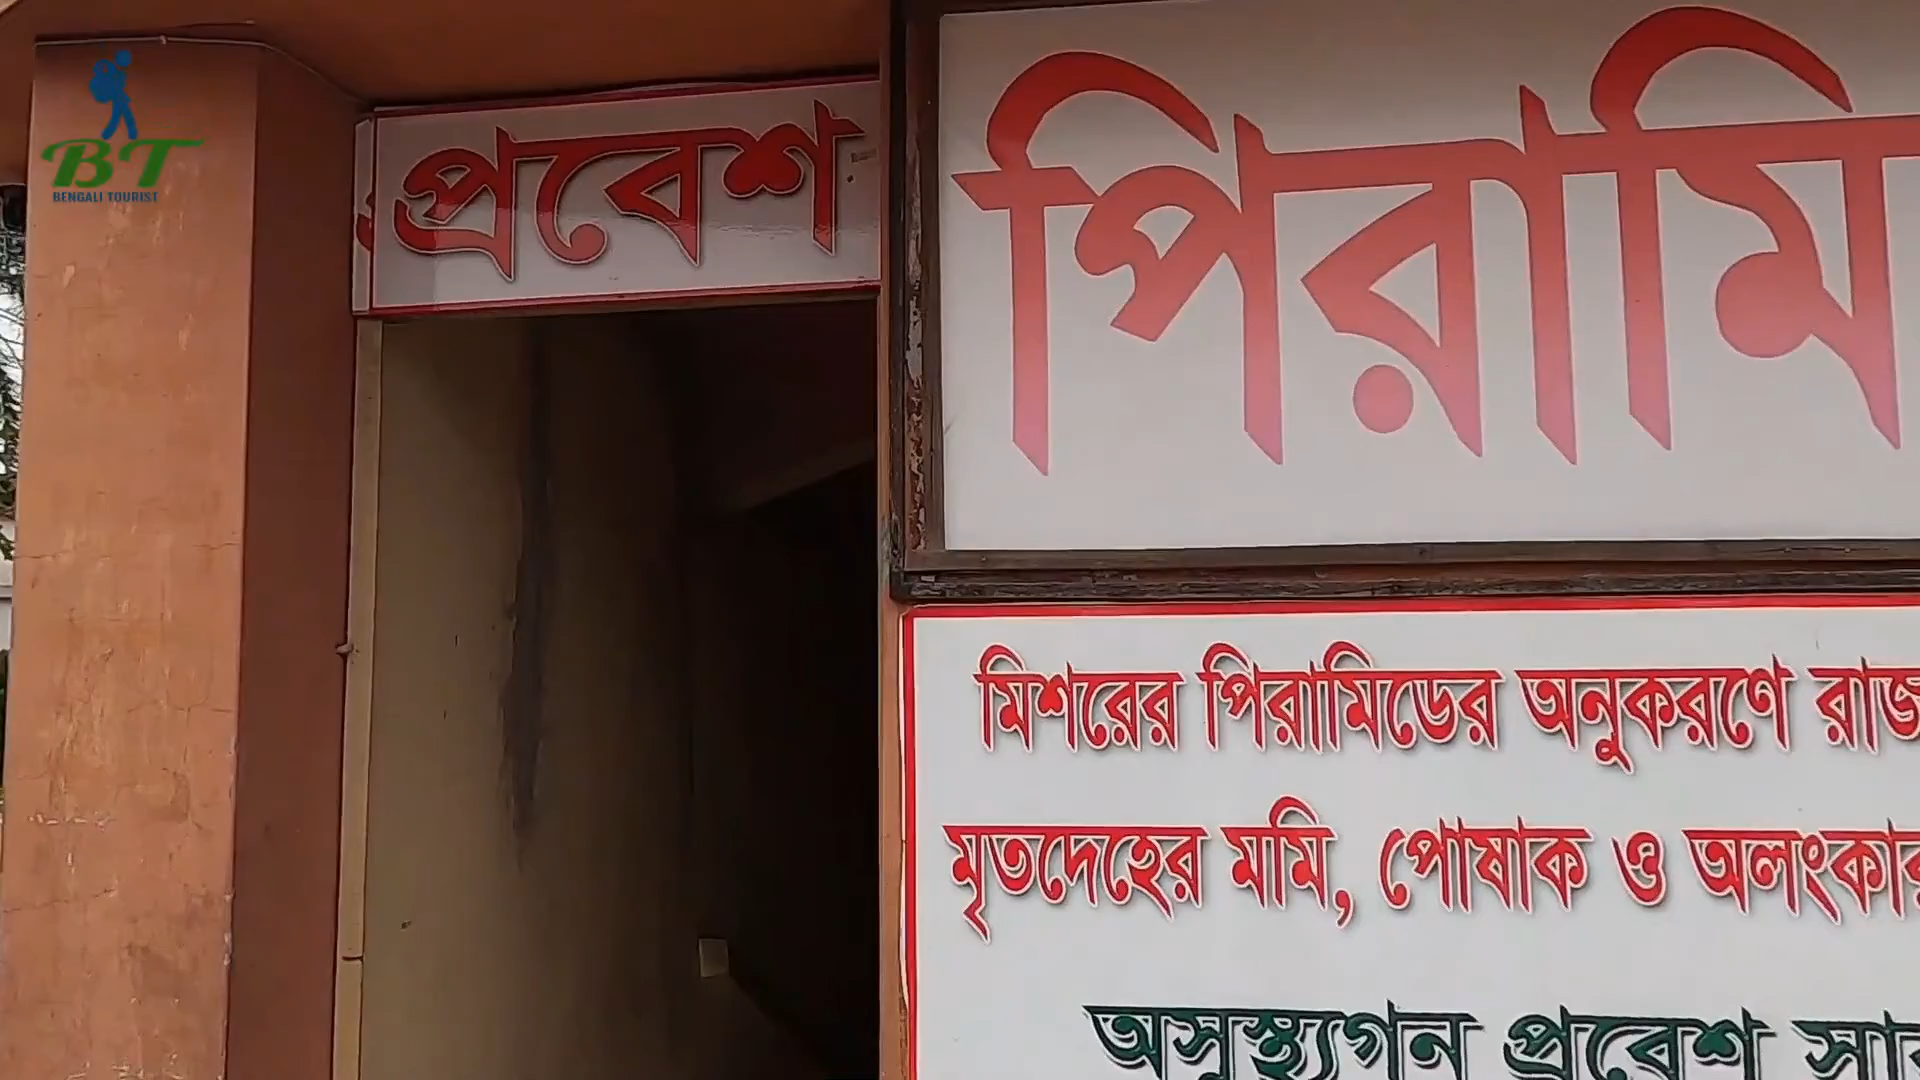 BT
BENGALI TOURIST
প্রবেশ
পিরামি
মিশরের পিরামিডের অনুকরণে রাজ
মৃতদেহের মমি, পোষাক ও অলংকার
অসুস্থ্যগন প্রবেশ সাব